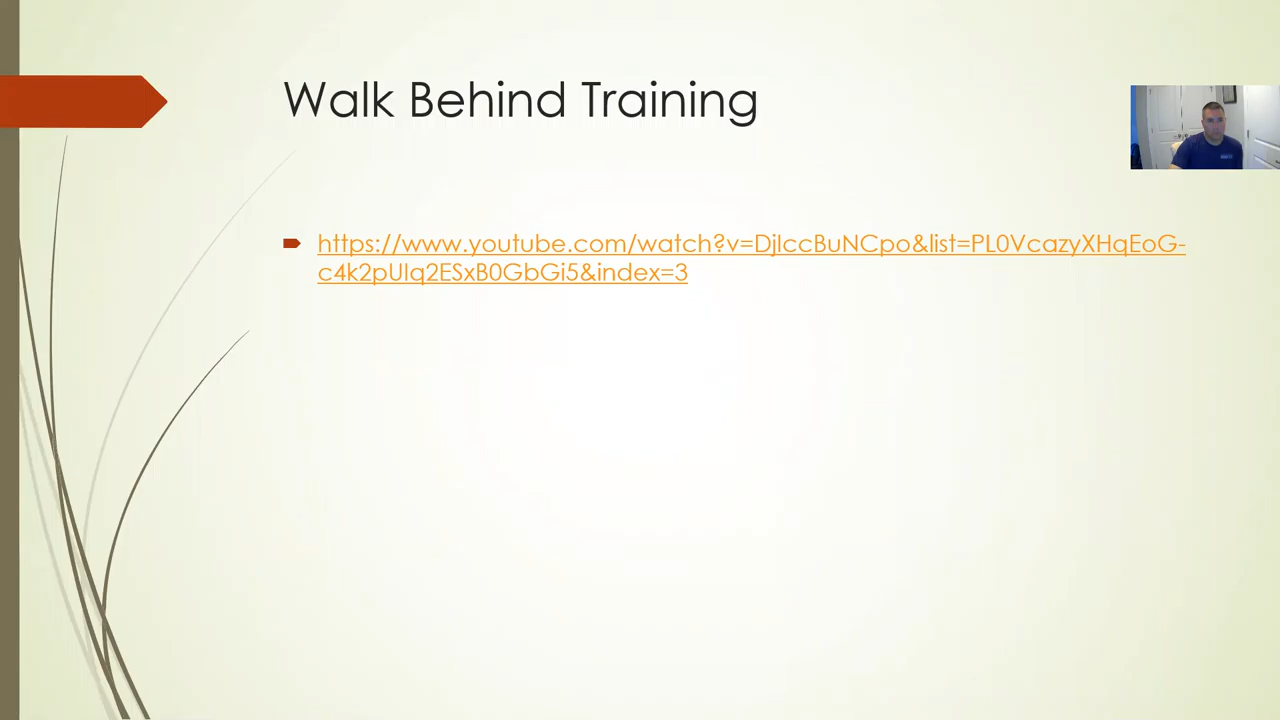 Walk Behind Training
https://www.youtube.com/watch?v=DjIccBuNCpo&list=PL0VcazyXHqEoG-
c4k2pUIq2ESxB0GbGi5&index=3